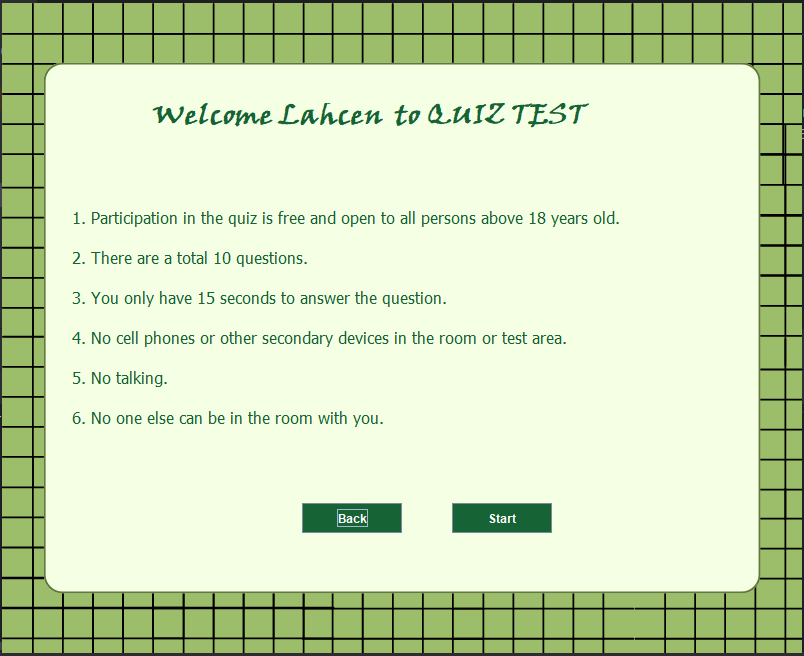 Welcome Lahcen to QUIZ TEST
1. Participation in the quiz is free and open to all persons above 18 years old.
2. There are a total 10 questions.
3. You only have 15 seconds to answer the question.
4. No cell phones or other secondary devices in the room or test area.
5. No talking.
6. No one else can be in the room with you.
Back Start